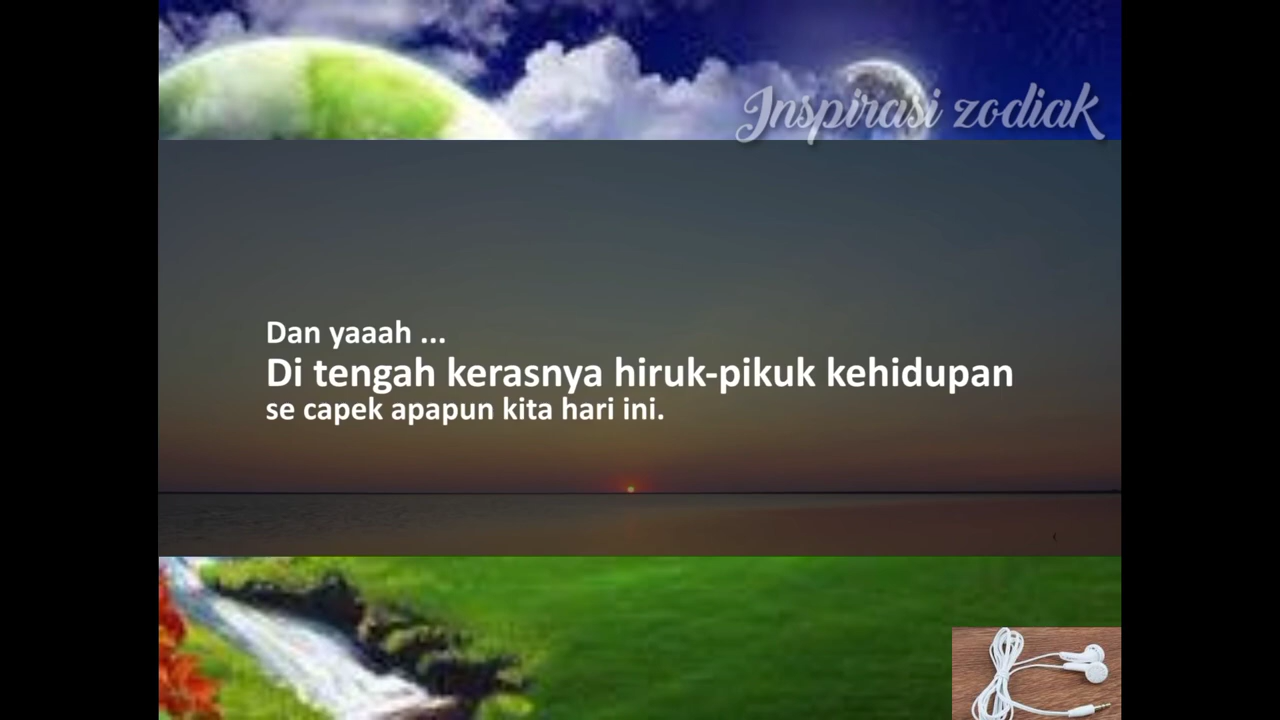 Inspirasi zodiak
Dan yaaah ...
Di tengah kerasnya hiruk-pikuk kehidupan
se capek apapun kita hari ini.